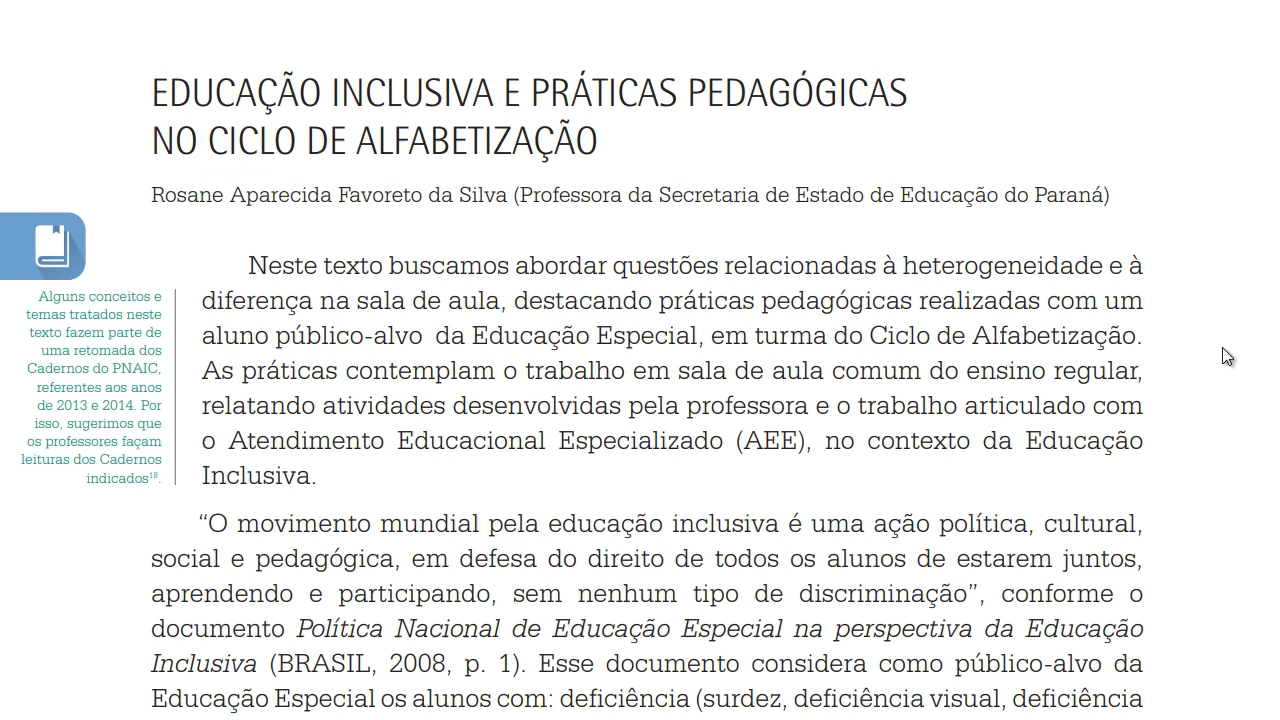 EDUCAÇÃO INCLUSIVA E PRÁTICAS PEDAGÓGICAS
NO CICLO DE ALFABETIZAÇÃO
Rosane Aparecida Favoreto da Silva (Professora da Secretaria de Estado de Educação do Paraná)
Alguns conceitos e
temas tratados neste
texto fazem parte de
uma retomada dos
Cadernos do PNAIC,
referentes aos anos
de 2013 e 2014. Por
isso, sugerimos que
os professores façam
leituras dos Cadernos
indicados¹⁸.
Neste texto buscamos abordar questões relacionadas à heterogeneidade e à
diferença na sala de aula, destacando práticas pedagógicas realizadas com um
aluno público-alvo da Educação Especial, em turma do Ciclo de Alfabetização.
As práticas contemplam o trabalho em sala de aula comum do ensino regular,
relatando atividades desenvolvidas pela professora e o trabalho articulado com
o Atendimento Educacional Especializado (AEE), no contexto da Educação
Inclusiva.
“O movimento mundial pela educação inclusiva é uma ação política, cultural,
social e pedagógica, em defesa do direito de todos os alunos de estarem juntos,
aprendendo e participando, sem nenhum tipo de discriminação”, conforme o
documento Política Nacional de Educação Especial na perspectiva da Educação
Inclusiva (BRASIL, 2008, p. 1). Esse documento considera como público-alvo da
Educação Especial os alunos com: deficiência (surdez, deficiência visual, deficiência